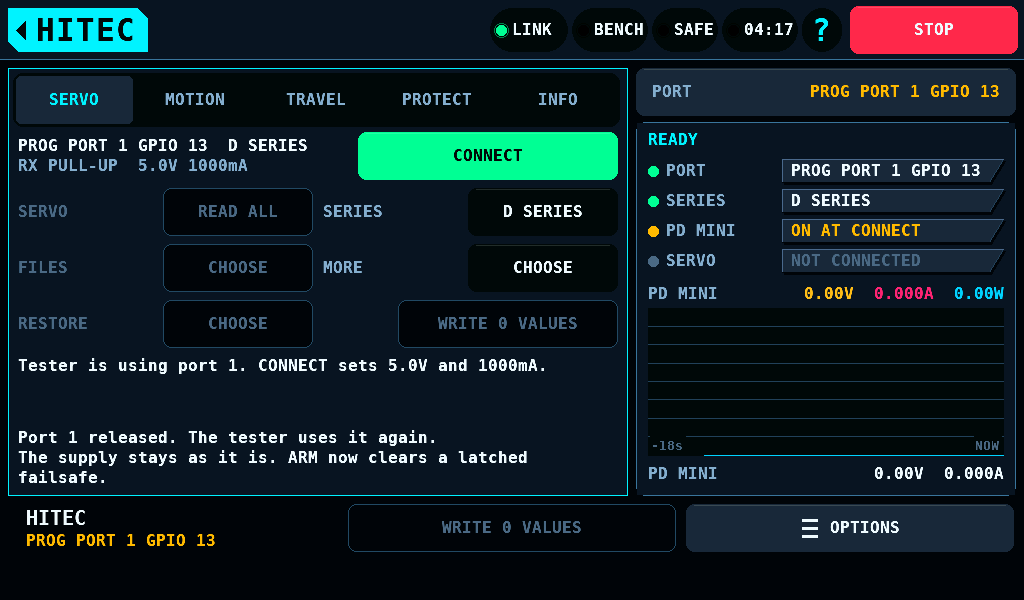 HITEC
LINK
BENCH
SAFE
04:17
?
STOP
SERVO
MOTION
TRAVEL
PROTECT
INFO
PROG PORT 1 GPIO 13  D SERIES
RX PULL-UP  5.0V 1000mA
CONNECT
SERVO
READ ALL
SERIES
D SERIES
FILES
CHOOSE
MORE
CHOOSE
RESTORE
CHOOSE
WRITE 0 VALUES
Tester is using port 1. CONNECT sets 5.0V and 1000mA.
Port 1 released. The tester uses it again.
The supply stays as it is. ARM now clears a latched
failsafe.
PORT
PROG PORT 1 GPIO 13
READY
PORT
PROG PORT 1 GPIO 13
SERIES
D SERIES
PD MINI
ON AT CONNECT
SERVO
NOT CONNECTED
PD MINI
0.00V  0.000A  0.00W
-18s
NOW
PD MINI
0.00V  0.000A
HITEC
PROG PORT 1 GPIO 13
WRITE 0 VALUES
OPTIONS